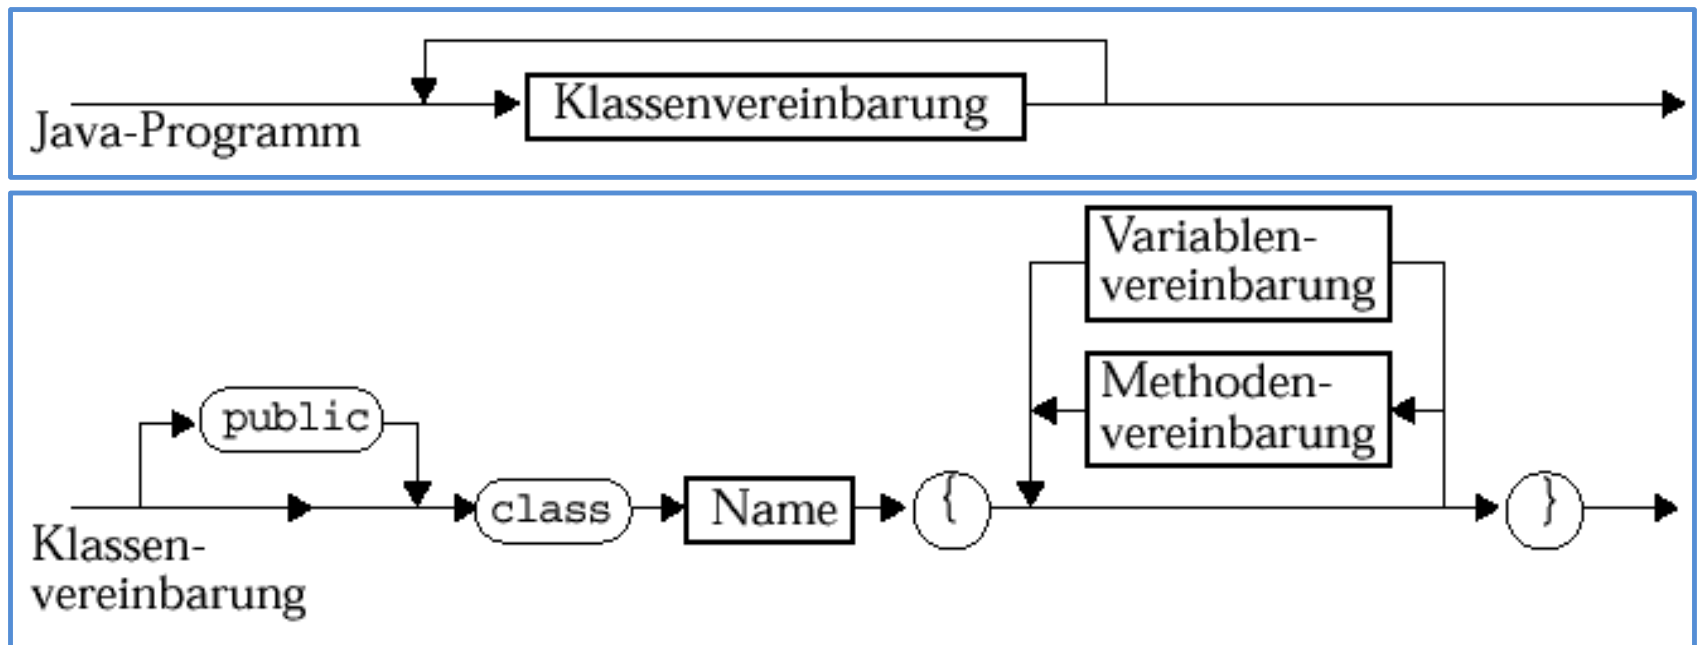 Klassenvereinbarung
Java-Programm
Variablen-
vereinbarung
Methoden-
vereinbarung
public
class
Name
{
}
Klassen-
vereinbarung